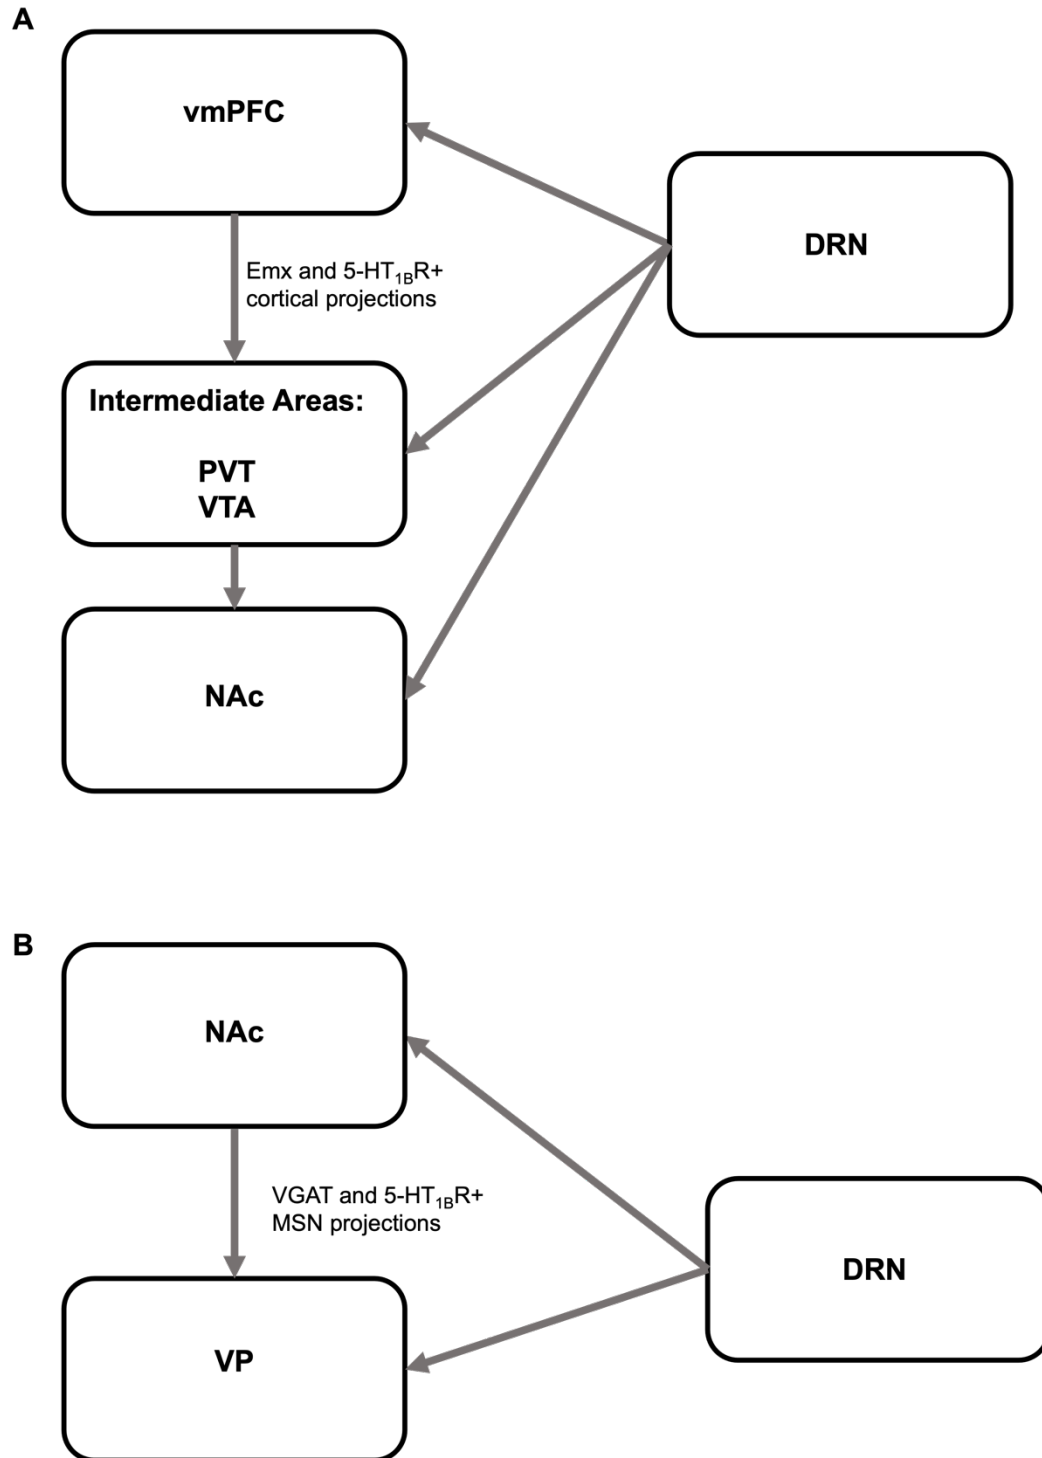 A
vmPFC
DRN
Emx and 5-HT1BR+
cortical projections
Intermediate Areas:
PVT
VTA
NAc
B
NAc
VGAT and 5-HT1BR+
MSN projections
DRN
VP